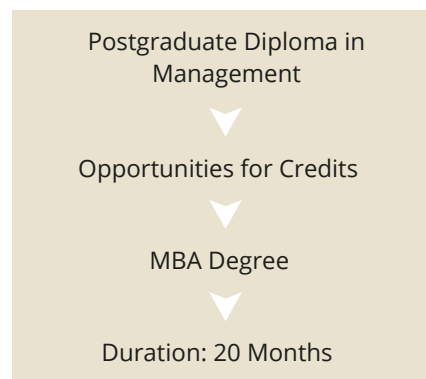 Postgraduate Diploma in
Management
Opportunities for Credits
MBA Degree
Duration: 20 Months